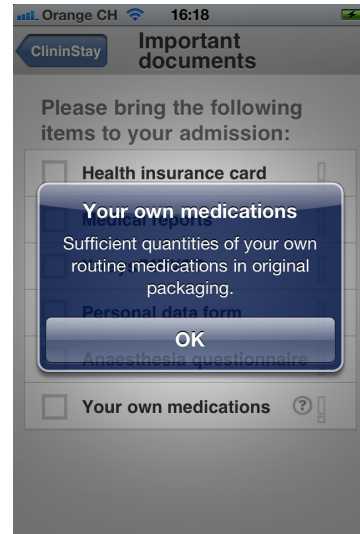 Orange CH 16:18
ClininStay
Important
documents
Please bring the following
items to your admission:
Health insurance card
Your own medications
Medical reports
Sufficient quantities of your own
routine medications in original
packaging.
Personal data form
OK
Anaesthesia questionnaire
Your own medications ?